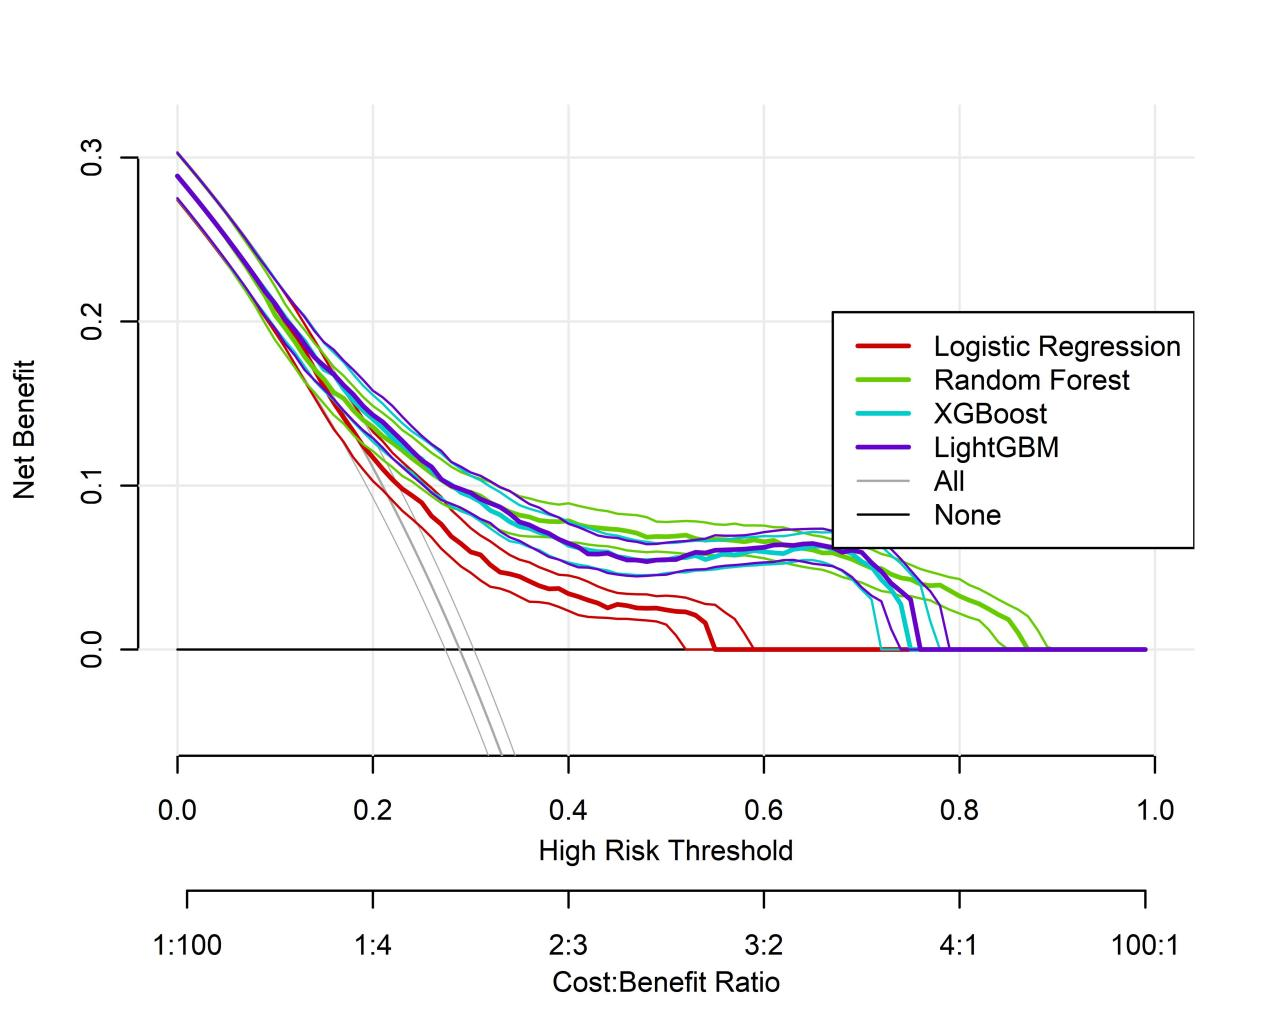 0.3
0.2
0.1
0.0
Net Benefit
Logistic Regression
Random Forest
XGBoost
LightGBM
All
None
0.0 0.2 0.4 0.6 0.8 1.0
High Risk Threshold
1:100 1:4 2:3 3:2 4:1 100:1
Cost:Benefit Ratio